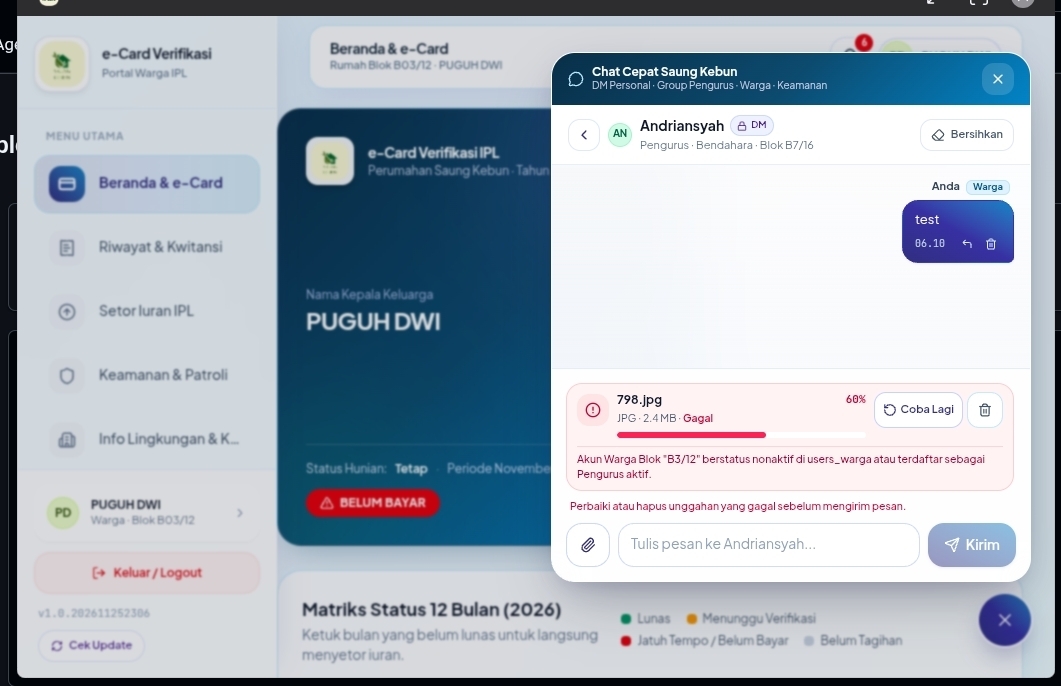 e-Card Verifikasi
Portal Warga IPL
MENU UTAMA
Beranda & e-Card
Riwayat & Kwitansi
Setor Iuran IPL
Keamanan & Patroli
Info Lingkungan & K...
PD
PUGUH DWI
Warga · Blok B03/12
Keluar / Logout
v1.0.202611252306
Cek Update
Beranda & e-Card
Rumah Blok B03/12 · PUGUH DWI
6
e-Card Verifikasi IPL
Perumahan Saung Kebun · Tahun
Nama Kepala Keluarga
PUGUH DWI
Status Hunian: Tetap · Periode Novembe
BELUM BAYAR
Matriks Status 12 Bulan (2026)
Ketuk bulan yang belum lunas untuk langsung
menyetor iuran.
Lunas
Menunggu Verifikasi
Jatuh Tempo / Belum Bayar
Belum Tagihan
Chat Cepat Saung Kebun
DM Personal · Group Pengurus · Warga · Keamanan
AN
Andriansyah
DM
Pengurus · Bendahara · Blok B7/16
Bersihkan
Anda
Warga
test
06.10
798.jpg
60%
JPG · 2.4 MB · Gagal
Coba Lagi
Akun Warga Blok "B3/12" berstatus nonaktif di users_warga atau terdaftar sebagai
Pengurus aktif.
Perbaiki atau hapus unggahan yang gagal sebelum mengirim pesan.
Tulis pesan ke Andriansyah...
Kirim